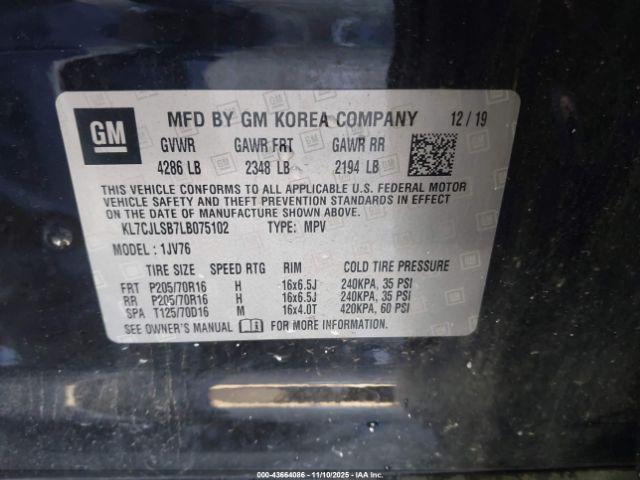 GM
MFD BY GM KOREA COMPANY 12 / 19
GVWR GAWR FRT GAWR RR
4286 LB 2348 LB 2194 LB
THIS VEHICLE CONFORMS TO ALL APPLICABLE U.S. FEDERAL MOTOR
VEHICLE SAFETY AND THEFT PREVENTION STANDARDS IN EFFECT
ON THE DATE OF MANUFACTURE SHOWN ABOVE.
KL7CJLSB7LB075102 TYPE: MPV
MODEL : 1JV76
TIRE SIZE SPEED RTG RIM COLD TIRE PRESSURE
FRT P205/70R16 H 16x6.5J 240KPA, 35 PSI
RR P205/70R16 H 16x6.5J 240KPA, 35 PSI
SPA T125/70D16 M 16x4.0T 420KPA, 60 PSI
SEE OWNER'S MANUAL FOR MORE INFORMATION.
000-43664086 - 11/10/2025 - IAAI.CA